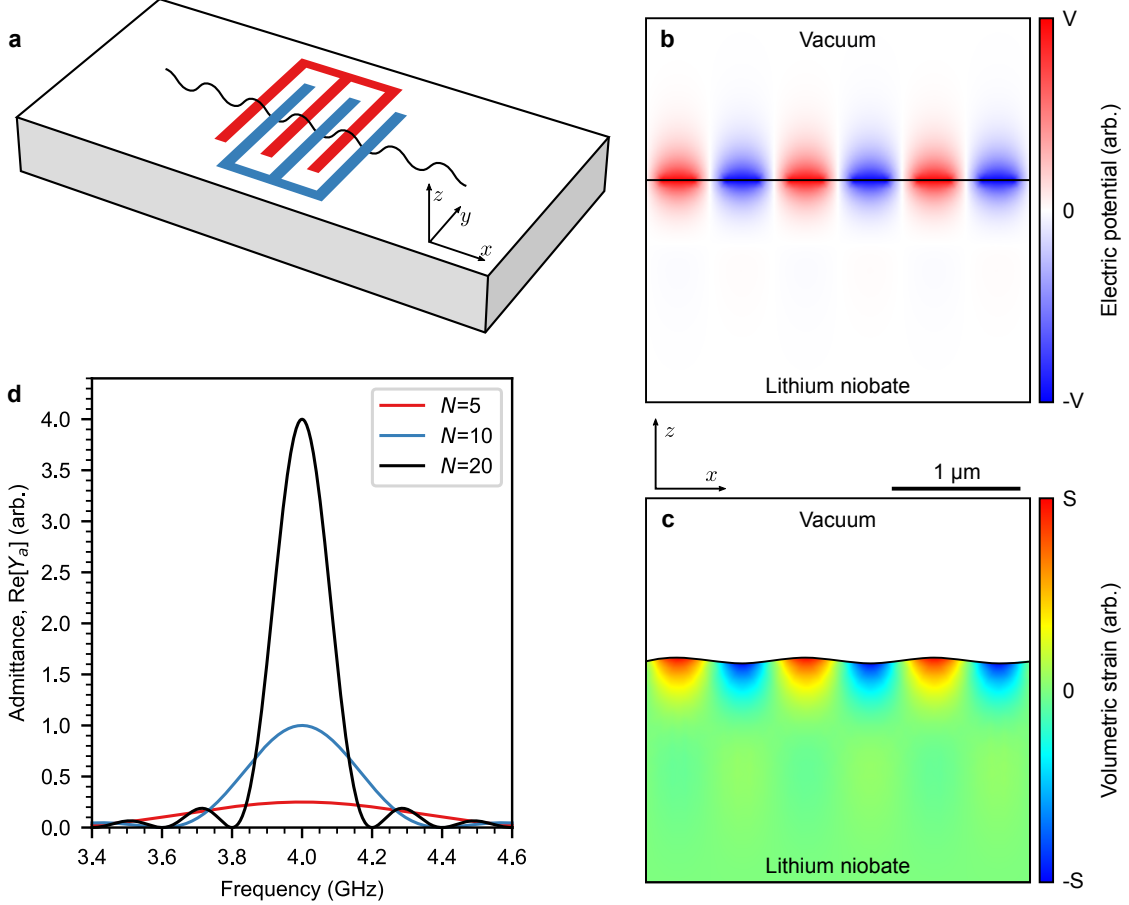 a
z
y
x
b
Vacuum
Lithium niobate
V
0
-V
Electric potential (arb.)
z
x
1 µm
c
Vacuum
Lithium niobate
S
0
-S
Volumetric strain (arb.)
d
N=5
N=10
N=20
4.0
3.5
3.0
2.5
2.0
1.5
1.0
0.5
0.0
Admittance, Re[Yₐ] (arb.)
3.4 3.6 3.8 4.0 4.2 4.4 4.6
Frequency (GHz)